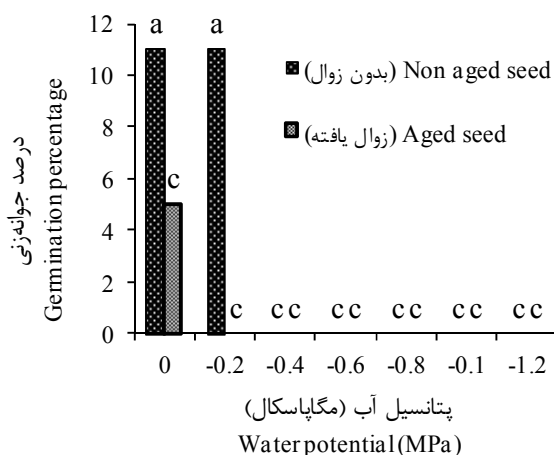 12
10
8
6
4
2
0
درصد جوانه‌زنی
Germination percentage
a a
c
c c c c c c c c c c c
(بدون زوال) Non aged seed
(زوال یافته) Aged seed
0 -0.2 -0.4 -0.6 -0.8 -0.1 -1.2
پتانسیل آب (مگاپاسکال)
Water potential (MPa)